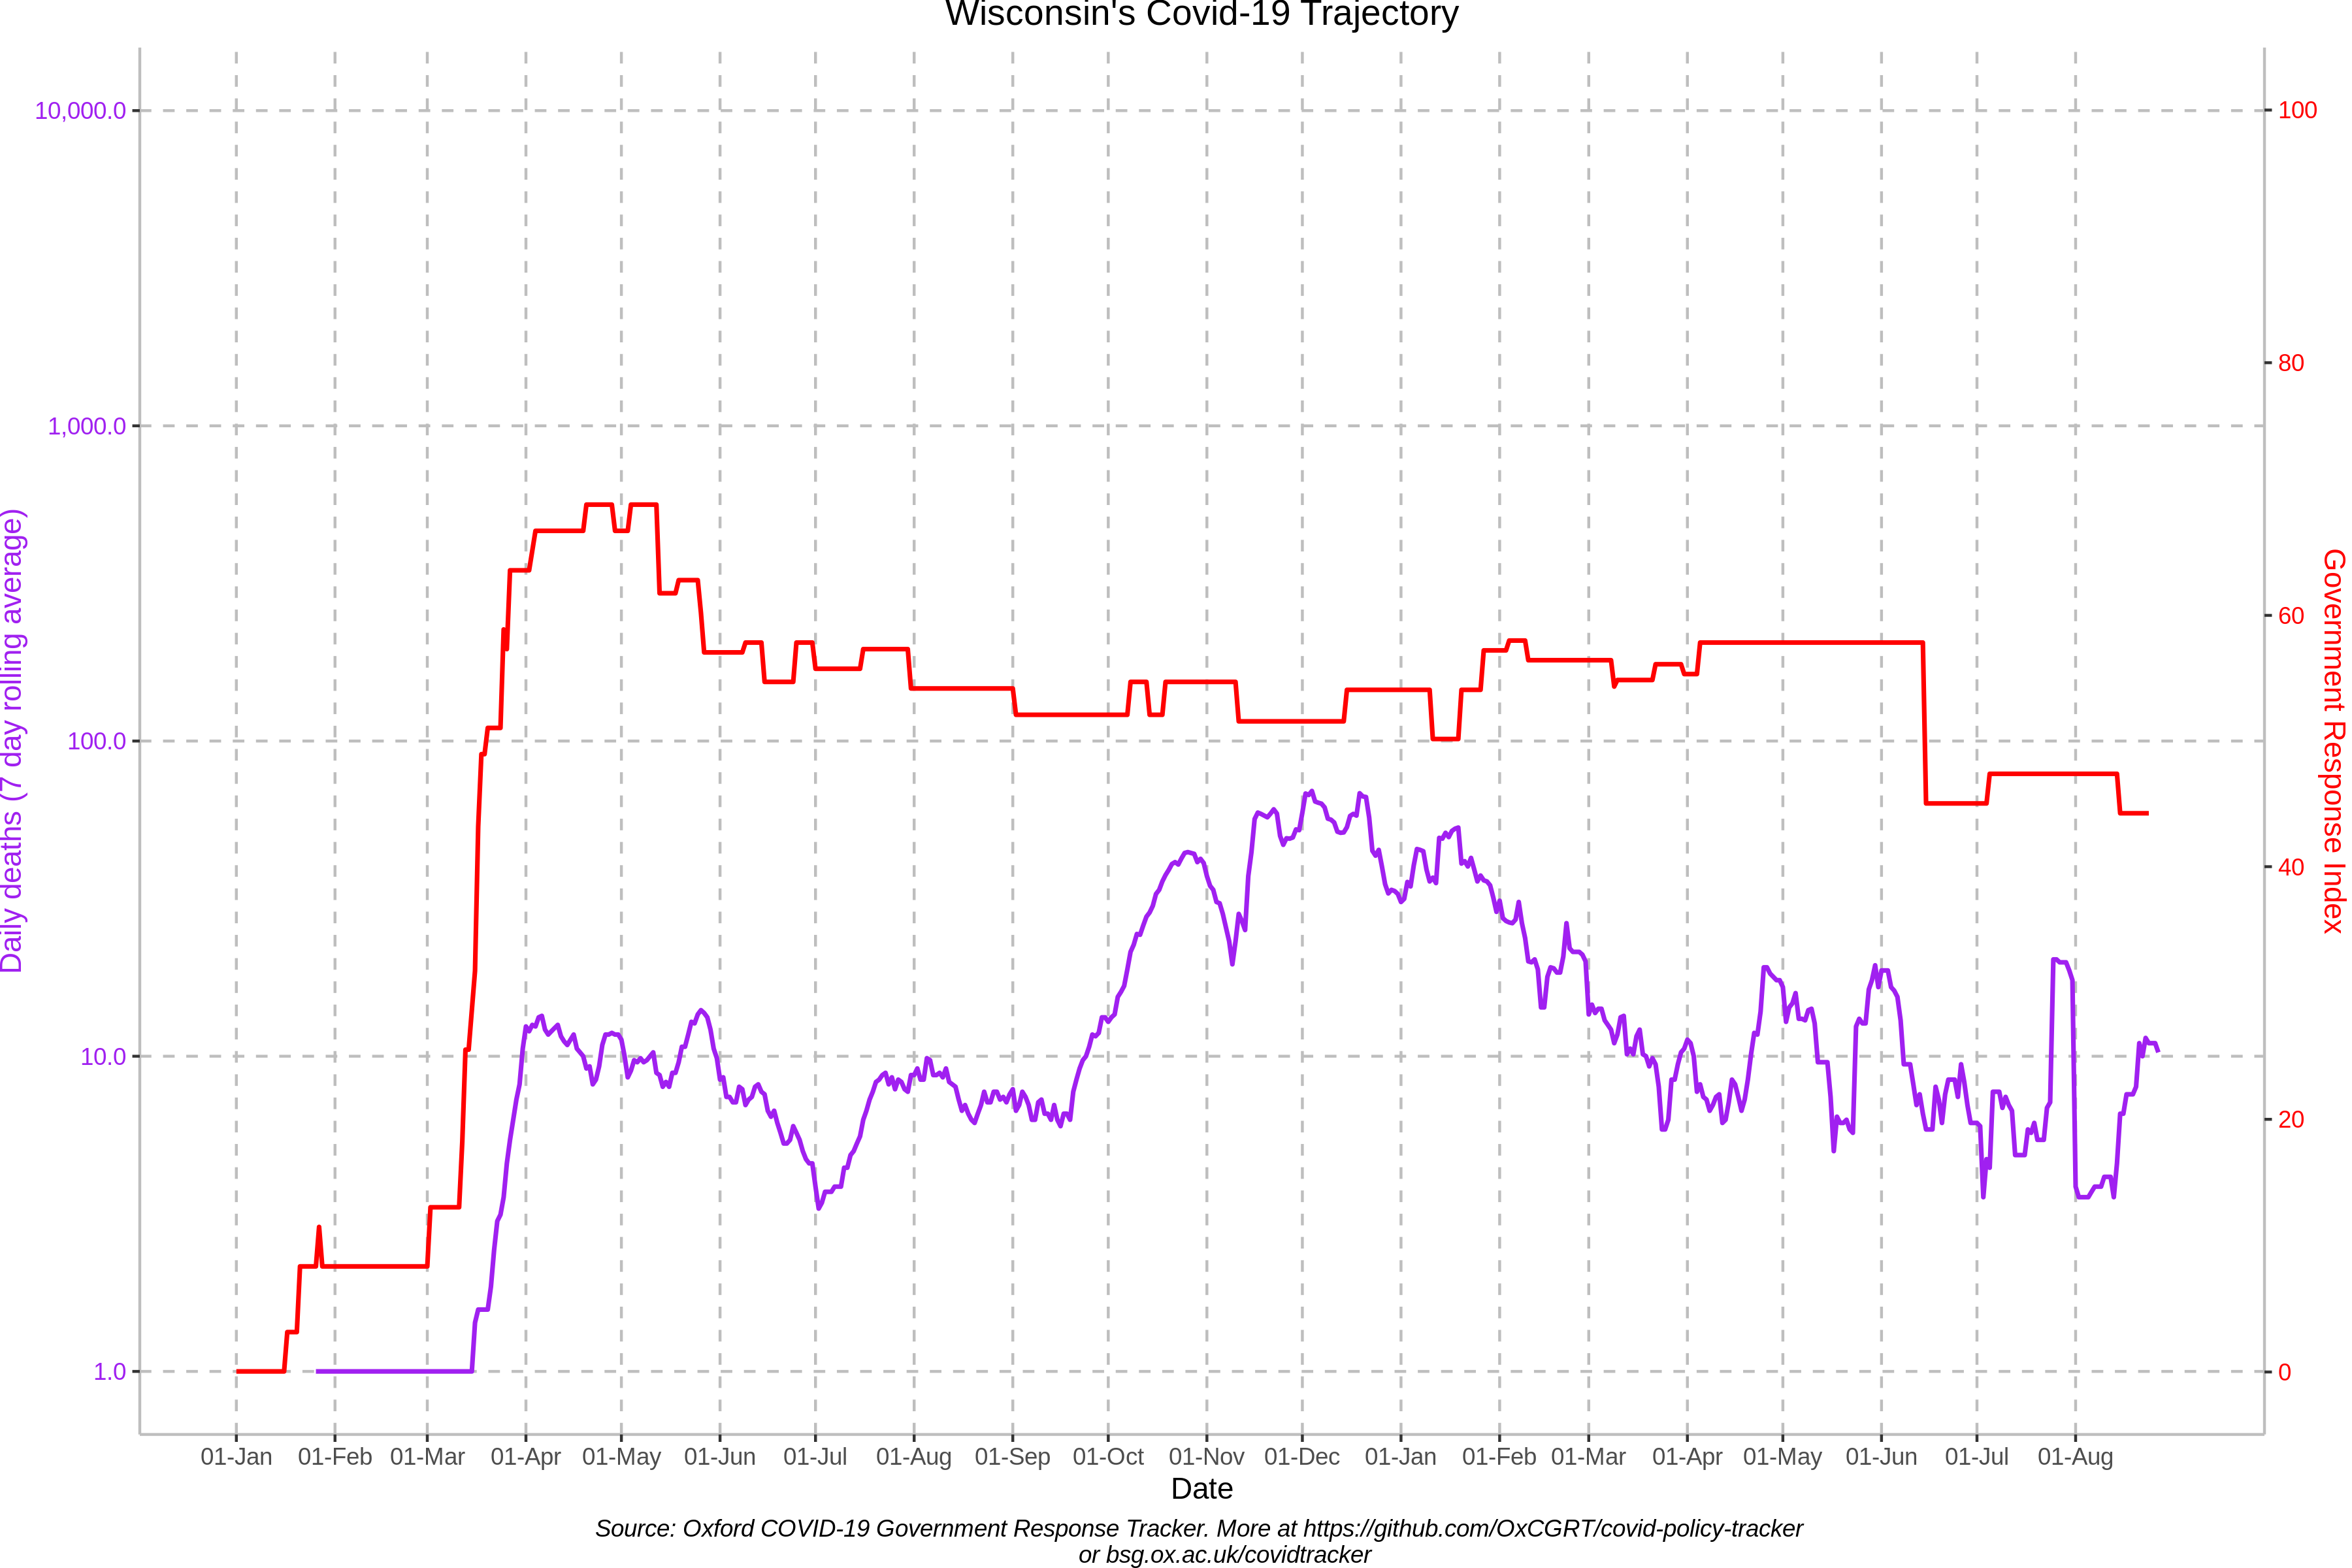 Wisconsin's Covid-19 Trajectory
10,000.0
1,000.0
100.0
10.0
1.0
Daily deaths (7 day rolling average)
100
80
60
40
20
0
Government Response Index
01-Jan 01-Feb 01-Mar 01-Apr 01-May 01-Jun 01-Jul 01-Aug 01-Sep 01-Oct 01-Nov 01-Dec 01-Jan 01-Feb 01-Mar 01-Apr 01-May 01-Jun 01-Jul 01-Aug
Date
Source: Oxford COVID-19 Government Response Tracker. More at https://github.com/OxCGRT/covid-policy-tracker
or bsg.ox.ac.uk/covidtracker